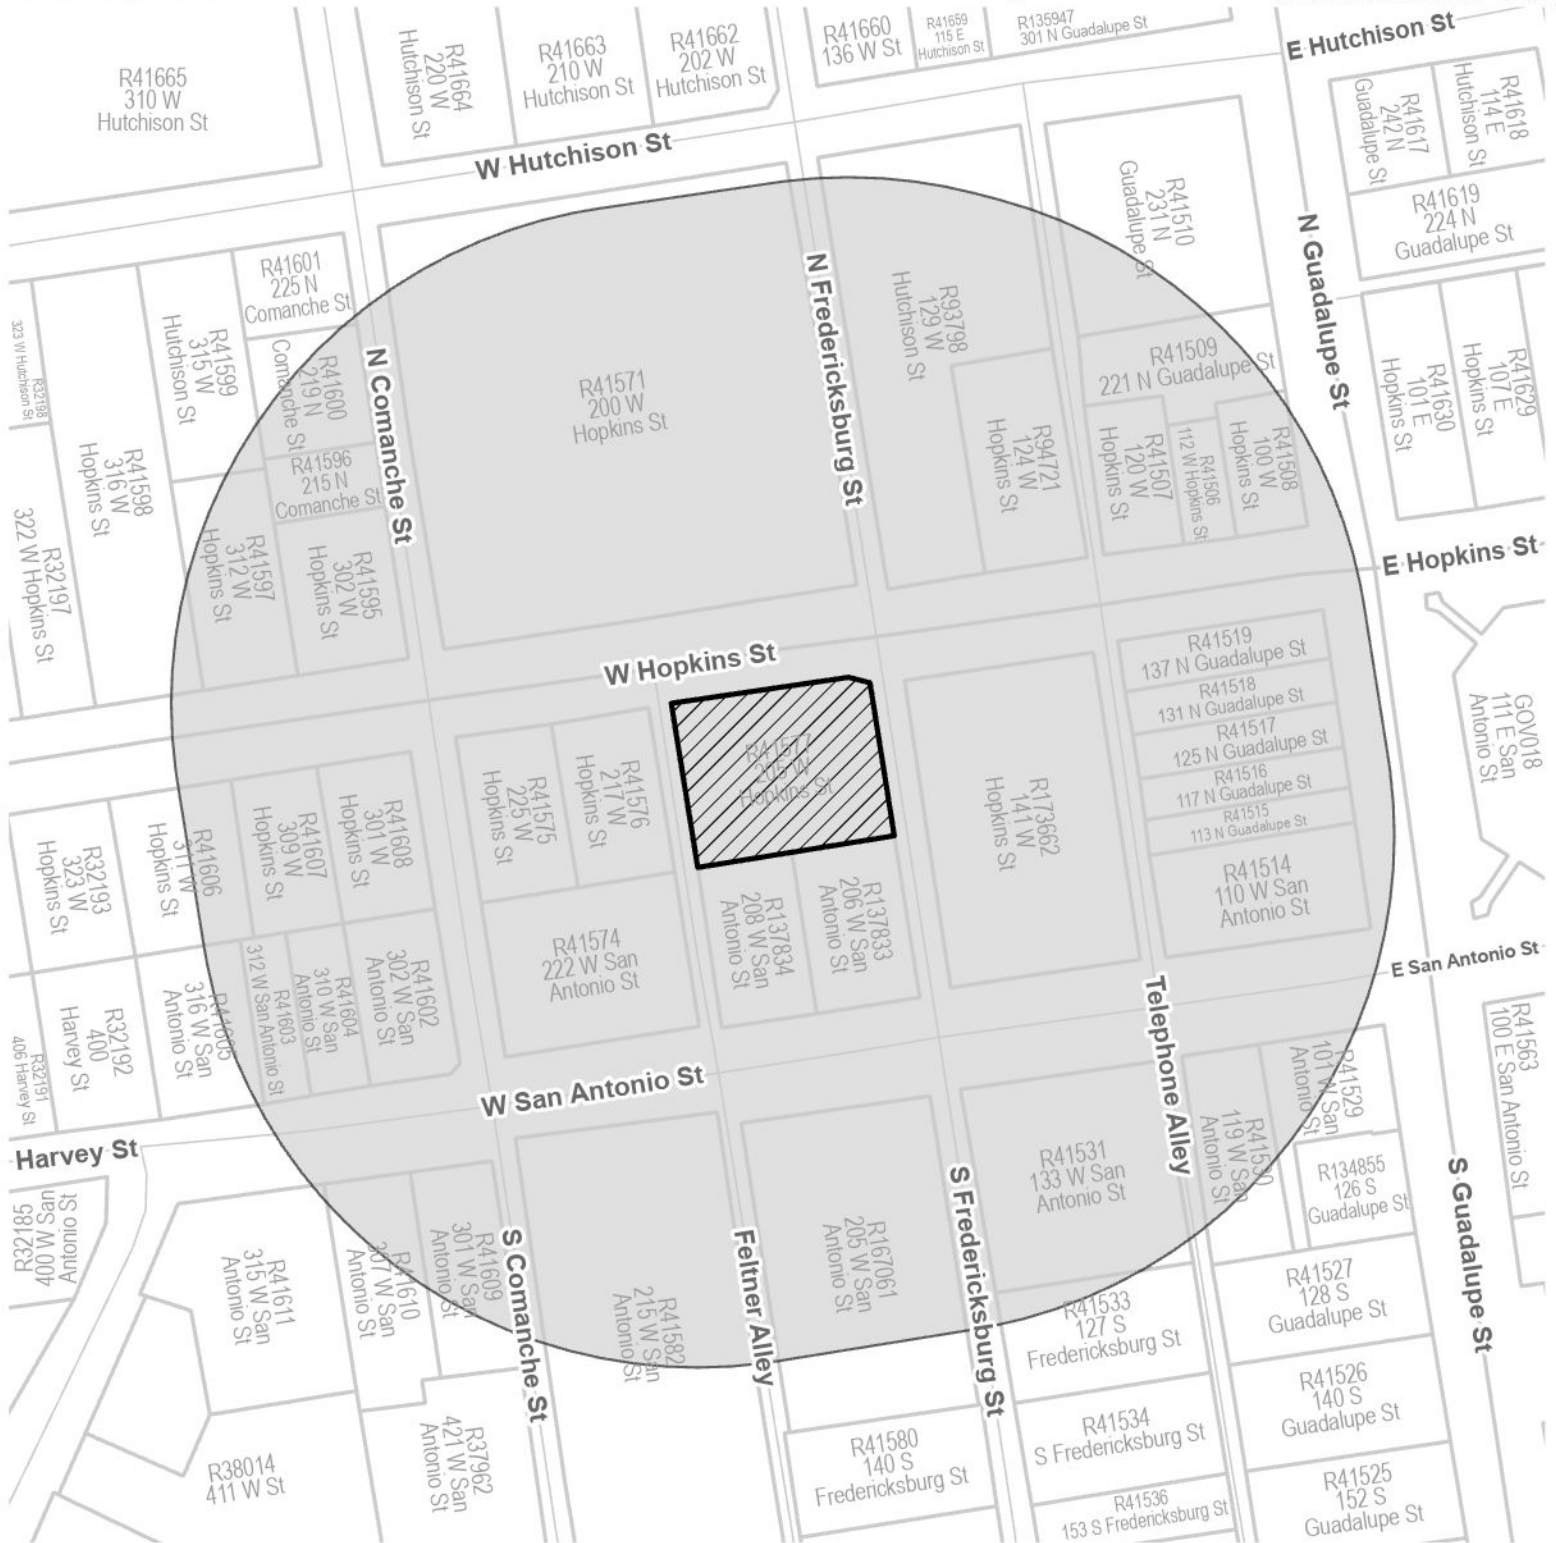 R41665
310 W
Hutchison St
R41664
220 W
Hutchison St
R41663
210 W
Hutchison St
R41662
202 W
Hutchison St
R41660
136 W St
R41659
115 E
Hutchison St
R135947
301 N Guadalupe St
E Hutchison St
W Hutchison St
R41617
242 N
Guadalupe St
R41618
114 E
Hutchison St
R41619
224 N
Guadalupe St
R41510
231 N
Guadalupe St
N Guadalupe St
R41601
225 N
Comanche St
R41599
315 W
Hutchison St
R41600
219 N
Comanche St
N Comanche St
R32198
323 W Hutchison St
R41598
316 W
Hopkins St
R41596
215 N
Comanche St
R41571
200 W
Hopkins St
N Fredericksburg St
R93798
129 W
Hutchison St
R41509
221 N Guadalupe St
R94721
124 W
Hopkins St
R41507
120 W
Hopkins St
R41506
112 W Hopkins St
R41508
100 W
Hopkins St
R41630
101 E
Hopkins St
R41629
107 E
Hopkins St
R32197
322 W Hopkins St
R41597
312 W
Hopkins St
R41595
302 W
Hopkins St
E Hopkins St
W Hopkins St
R41519
137 N Guadalupe St
R41518
131 N Guadalupe St
R41517
125 N Guadalupe St
R41516
117 N Guadalupe St
R41515
113 N Guadalupe St
R41514
110 W San
Antonio St
GOV018
111 E San
Antonio St
R41577
205 W
Hopkins St
R41575
225 W
Hopkins St
R41576
217 W
Hopkins St
R173662
141 W
Hopkins St
R32193
323 W
Hopkins St
R41606
311 W
Hopkins St
R41607
309 W
Hopkins St
R41608
301 W
Hopkins St
R41574
222 W San
Antonio St
R137834
208 W San
Antonio St
R137833
206 W San
Antonio St
E San Antonio St
R32191
406 Harvey St
R32192
400
Harvey St
R41605
316 W San
Antonio St
R41603
312 W San Antonio St
R41604
310 W San
Antonio St
R41602
302 W San
Antonio St
Telephone Alley
R41563
100 E San Antonio St
W San Antonio St
Harvey St
R41529
101 W San
Antonio St
R41530
119 W San
Antonio St
R41531
133 W San
Antonio St
R134855
126 S
Guadalupe St
S Guadalupe St
R32185
400 W San
Antonio St
R41611
315 W San
Antonio St
R41610
307 W San
Antonio St
R41609
301 W San
Antonio St
S Comanche St
R41582
215 W San
Antonio St
Feltner Alley
R167061
205 W San
Antonio St
S Fredericksburg St
R41533
127 S
Fredericksburg St
R41527
128 S
Guadalupe St
R41526
140 S
Guadalupe St
R41534
S Fredericksburg St
R38014
411 W St
R37962
421 W San
Antonio St
R41580
140 S
Fredericksburg St
R41536
153 S Fredericksburg St
R41525
152 S
Guadalupe St